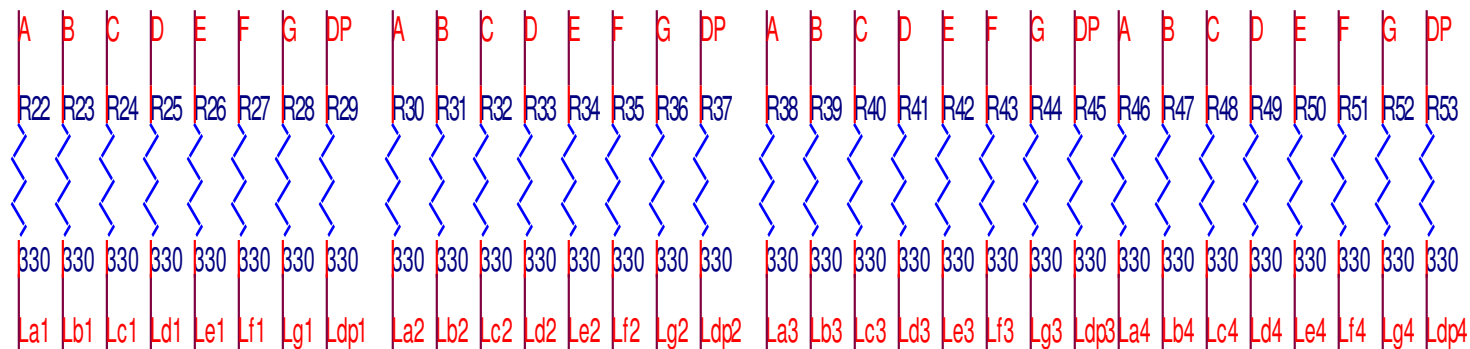 A B C D E F G DP A B C D E F G DP A B C D E F G DP A B C D E F G DP
R22 R23 R24 R25 R26 R27 R28 R29 R30 R31 R32 R33 R34 R35 R36 R37 R38 R39 R40 R41 R42 R43 R44 R45 R46 R47 R48 R49 R50 R51 R52 R53
330 330 330 330 330 330 330 330 330 330 330 330 330 330 330 330 330 330 330 330 330 330 330 330 330 330 330 330 330 330 330 330
La1 Lb1 Lc1 Ld1 Le1 Lf1 Lg1 Ldp1 La2 Lb2 Lc2 Ld2 Le2 Lf2 Lg2 Ldp2 La3 Lb3 Lc3 Ld3 Le3 Lf3 Lg3 Ldp3 La4 Lb4 Lc4 Ld4 Le4 Lf4 Lg4 Ldp4